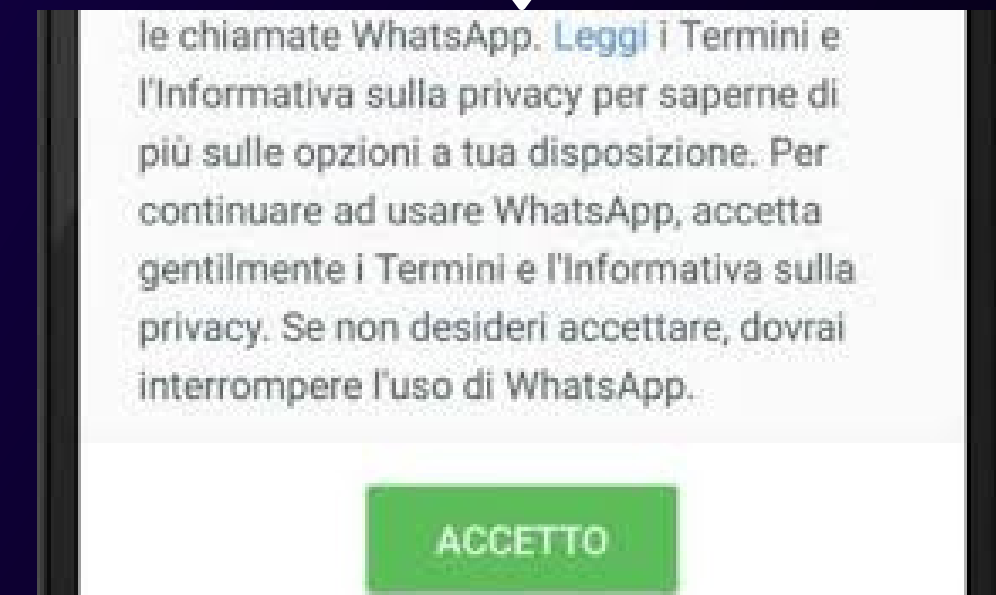 le chiamate WhatsApp. Leggi i Termini e
l'Informativa sulla privacy per saperne di
più sulle opzioni a tua disposizione. Per
continuare ad usare WhatsApp, accetta
gentilmente i Termini e l'Informativa sulla
privacy. Se non desideri accettare, dovrai
interrompere l'uso di WhatsApp.
ACCETTO